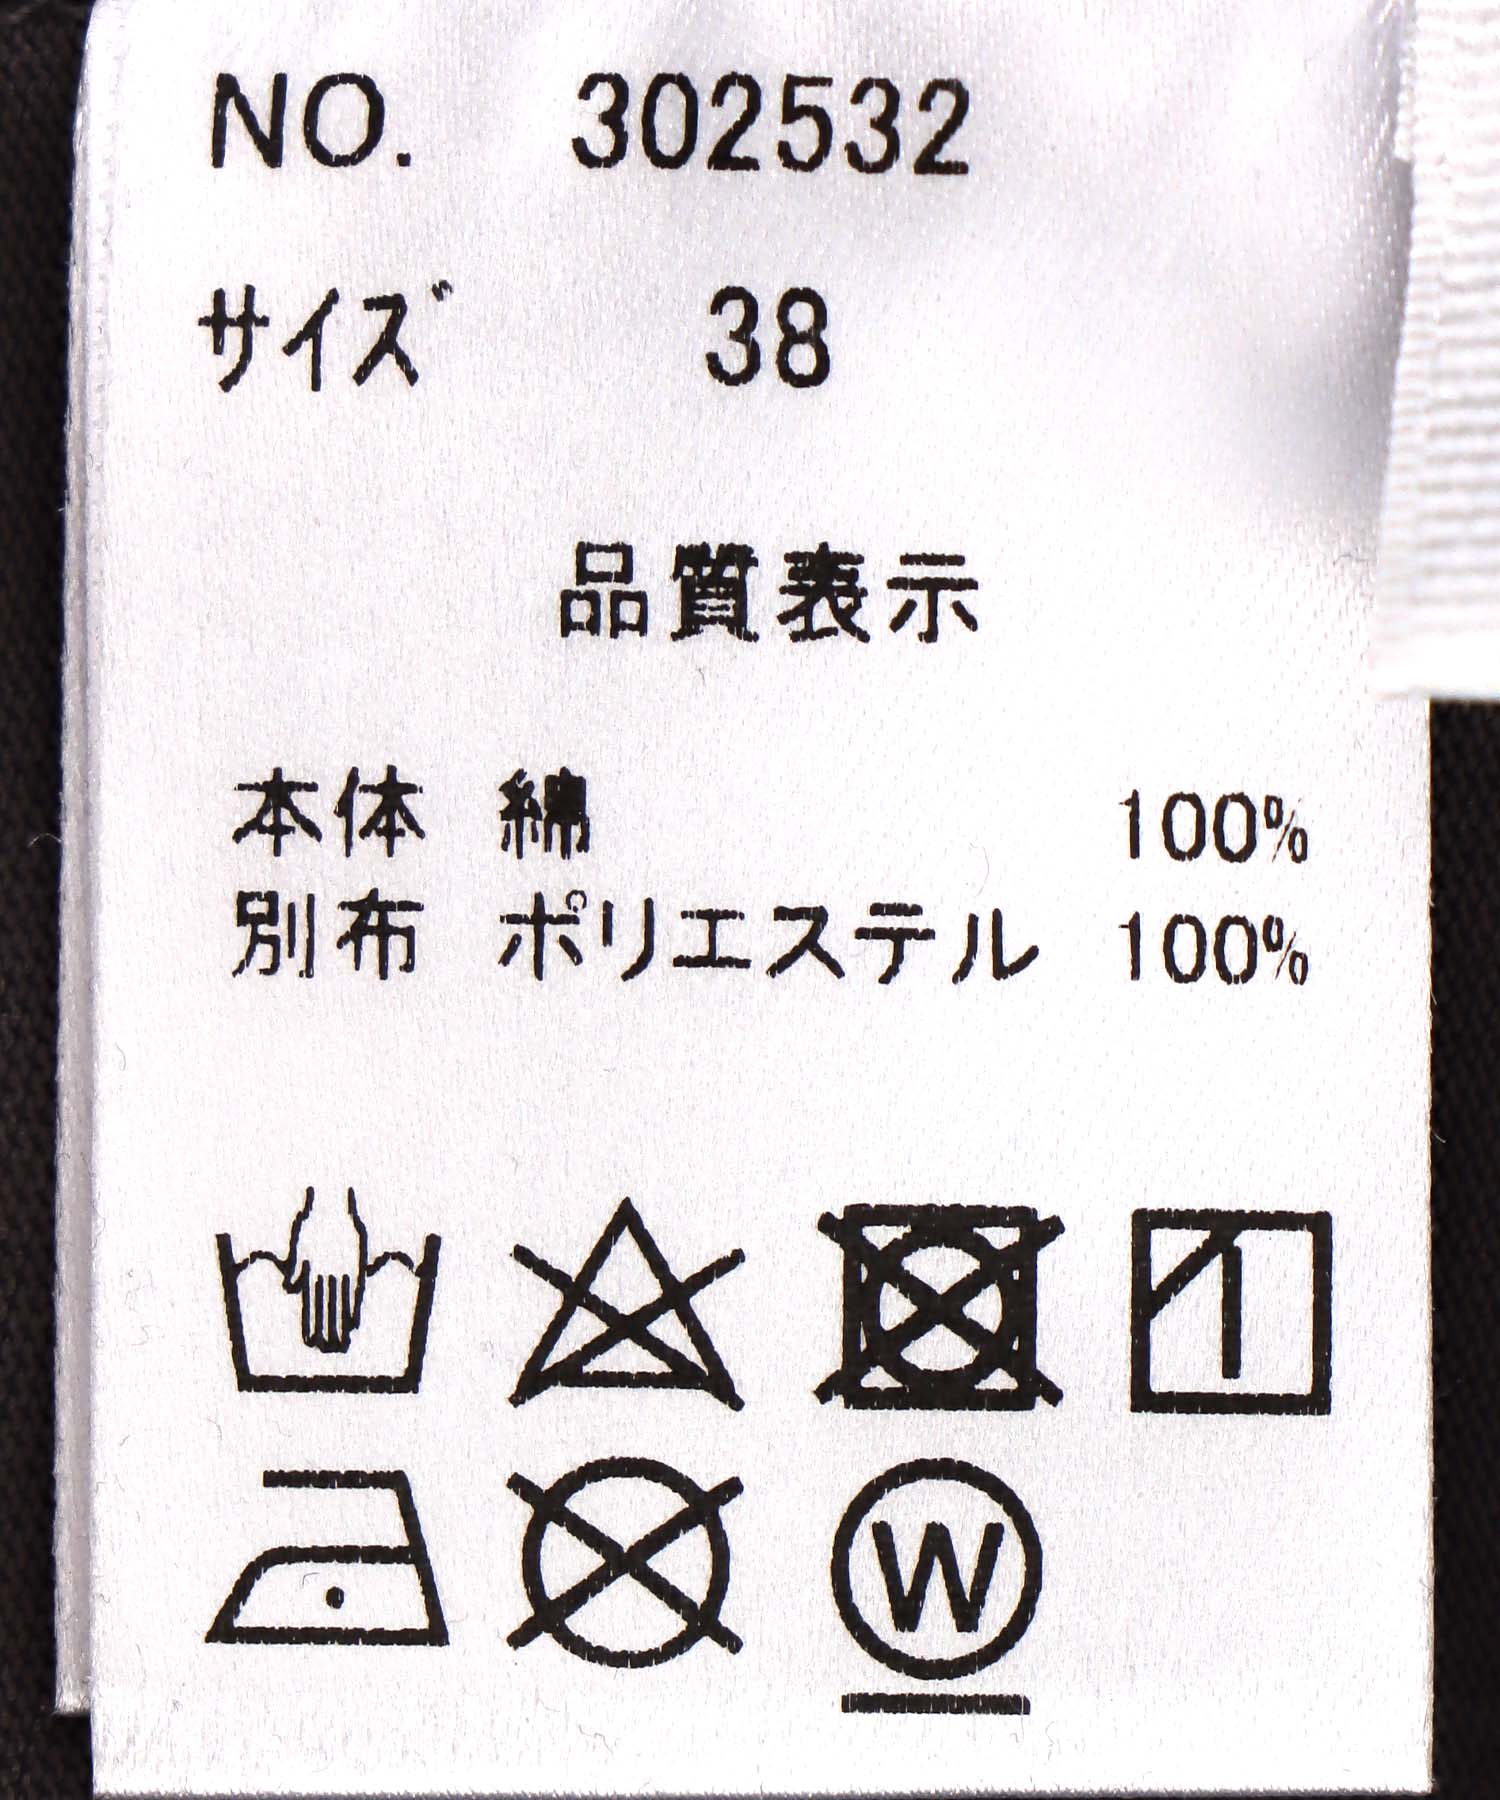 NO. 302532
サイズ 38
品質表示
本体 綿 100%
別布 ポリエステル 100%
W